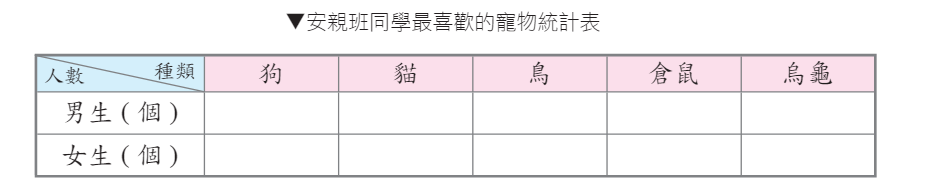 ▼安親班同學最喜歡的寵物統計表
人數 種類 狗 貓 鳥 倉鼠 烏龜
男生(個)
女生(個)